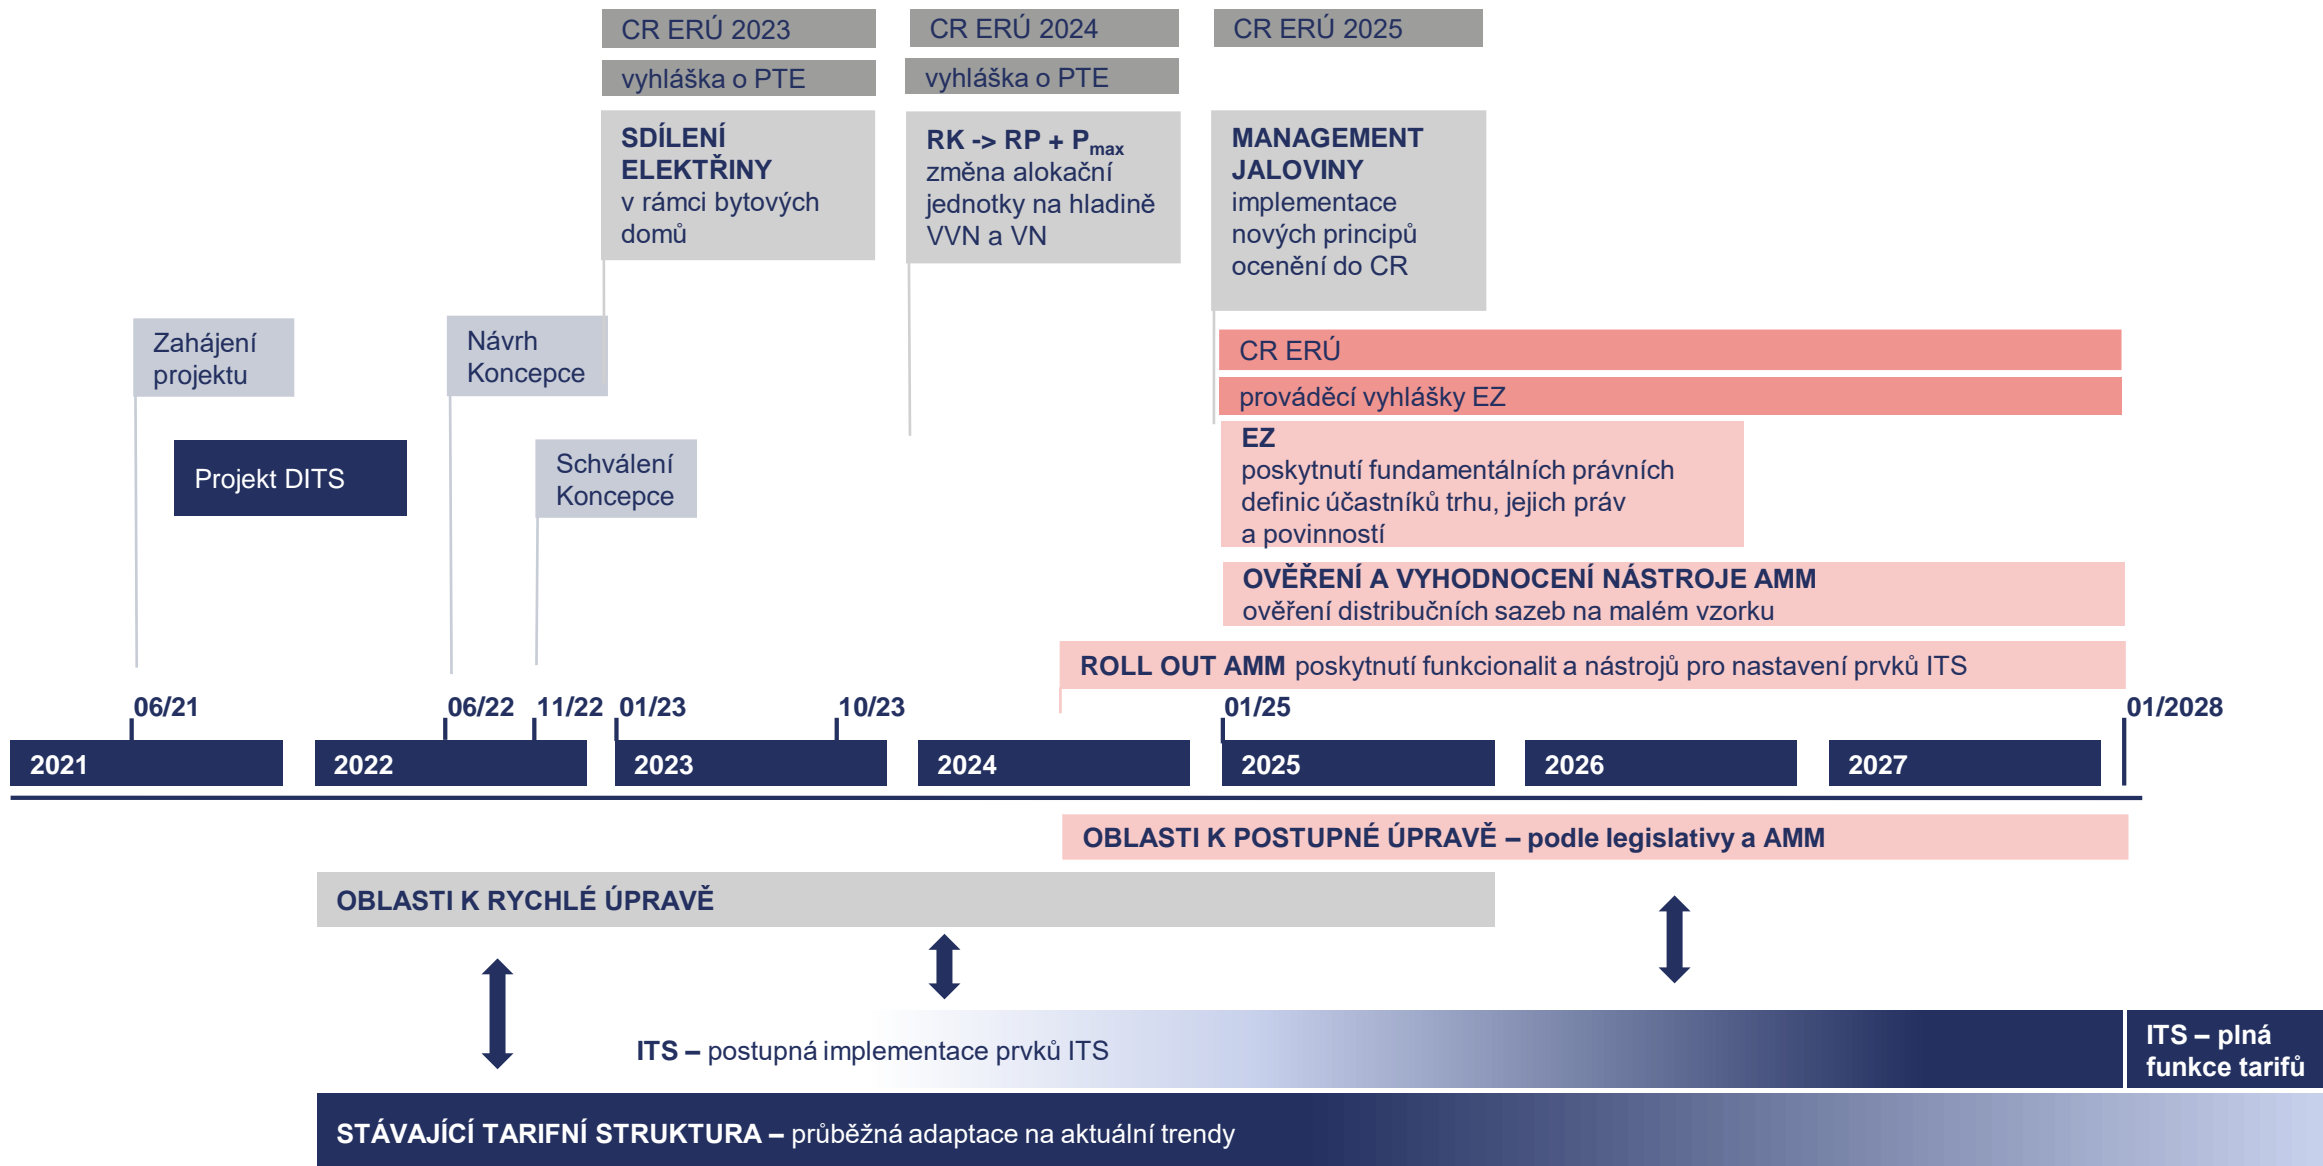 CR ERÚ 2023
CR ERÚ 2024
CR ERÚ 2025
vyhláška o PTE
vyhláška o PTE
SDÍLENÍ
ELEKTŘINY
v rámci bytových
domů
RK -> RP + Pmax
změna alokační
jednotky na hladině
VVN a VN
MANAGEMENT
JALOVINY
implementace
nových principů
ocenění do CR
Zahájení
projektu
Návrh
Koncepce
CR ERÚ
prováděcí vyhlášky EZ
Projekt DITS
Schválení
Koncepce
EZ
poskytnutí fundamentálních právních
definic účastníků trhu, jejich práv
a povinností
OVĚŘENÍ A VYHODNOCENÍ NÁSTROJE AMM
ověření distribučních sazeb na malém vzorku
ROLL OUT AMM poskytnutí funkcionalit a nástrojů pro nastavení prvků ITS
06/21
06/22
11/22
01/23
10/23
01/25
01/2028
2021
2022
2023
2024
2025
2026
2027
OBLASTI K POSTUPNÉ ÚPRAVĚ – podle legislativy a AMM
OBLASTI K RYCHLÉ ÚPRAVĚ
ITS – postupná implementace prvků ITS
ITS – plná
funkce tarifů
STÁVAJÍCÍ TARIFNÍ STRUKTURA – průběžná adaptace na aktuální trendy